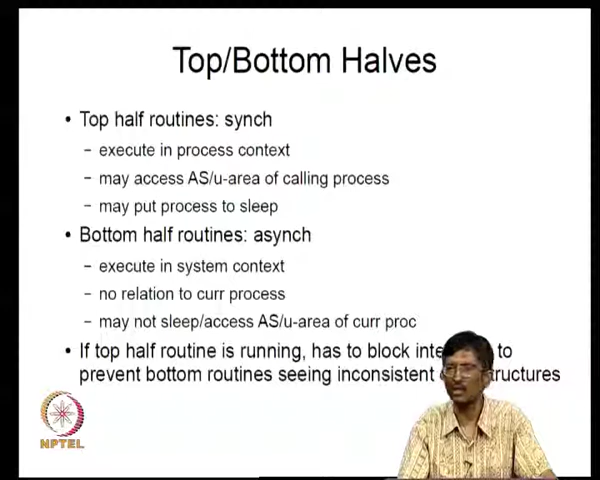 Top/Bottom Halves
• Top half routines: synch
– execute in process context
– may access AS/u-area of calling process
– may put process to sleep
• Bottom half routines: asynch
– execute in system context
– no relation to curr process
– may not sleep/access AS/u-area of curr proc
• If top half routine is running, has to block to
prevent bottom routines seeing inconsistent
NPTEL